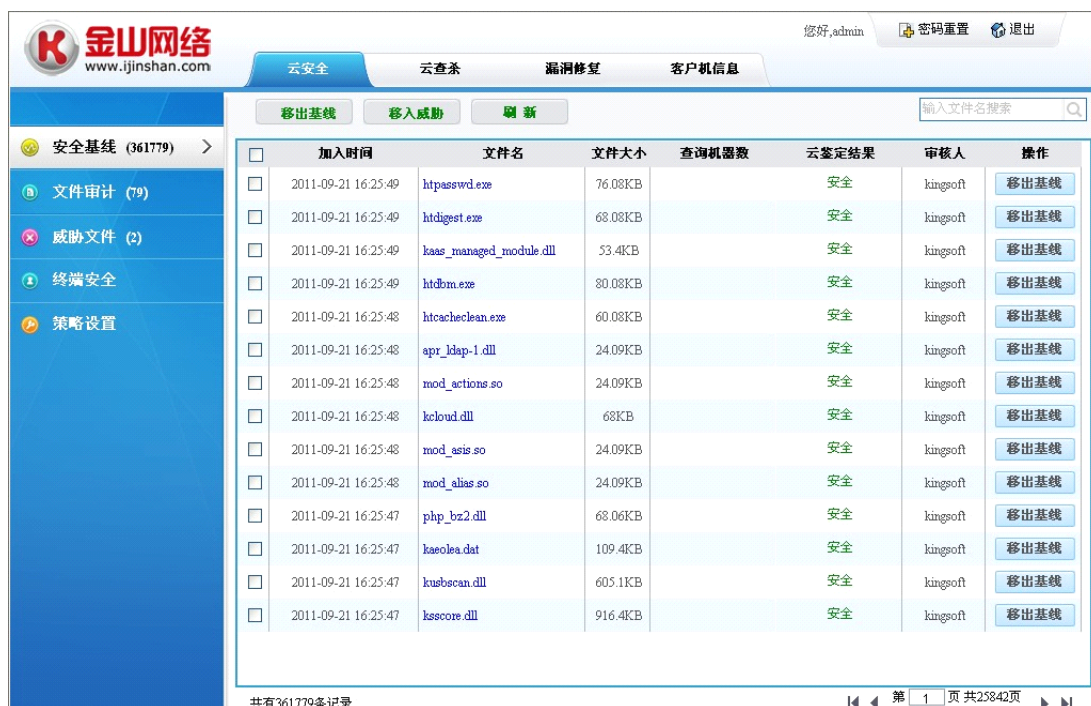 金山网络
www.ijinshan.com
您好,admin 密码重置 退出
云安全 云查杀 漏洞修复 客户机信息
移出基线 移入威胁 刷 新 输入文件名搜索
安全基线 (361779)
文件审计 (79)
威胁文件 (2)
终端安全
策略设置
加入时间 文件名 文件大小 查询机器数 云鉴定结果 审核人 操作
2011-09-21 16:25:49 htpasswd.exe 76.08KB 安全 kingsoft 移出基线
2011-09-21 16:25:49 htdigest.exe 68.08KB 安全 kingsoft 移出基线
2011-09-21 16:25:49 kaas_managed_module.dll 53.4KB 安全 kingsoft 移出基线
2011-09-21 16:25:49 htdbm.exe 80.08KB 安全 kingsoft 移出基线
2011-09-21 16:25:48 htcacheclean.exe 60.08KB 安全 kingsoft 移出基线
2011-09-21 16:25:48 apr_ldap-1.dll 24.09KB 安全 kingsoft 移出基线
2011-09-21 16:25:48 mod_actions.so 24.09KB 安全 kingsoft 移出基线
2011-09-21 16:25:48 kcloud.dll 68KB 安全 kingsoft 移出基线
2011-09-21 16:25:48 mod_asis.so 24.09KB 安全 kingsoft 移出基线
2011-09-21 16:25:48 mod_alias.so 24.09KB 安全 kingsoft 移出基线
2011-09-21 16:25:47 php_bz2.dll 68.06KB 安全 kingsoft 移出基线
2011-09-21 16:25:47 kaeolea.dat 109.4KB 安全 kingsoft 移出基线
2011-09-21 16:25:47 kusbscan.dll 605.1KB 安全 kingsoft 移出基线
2011-09-21 16:25:47 ksscore.dll 916.4KB 安全 kingsoft 移出基线
共有361779条记录 第 1 页 共25842页